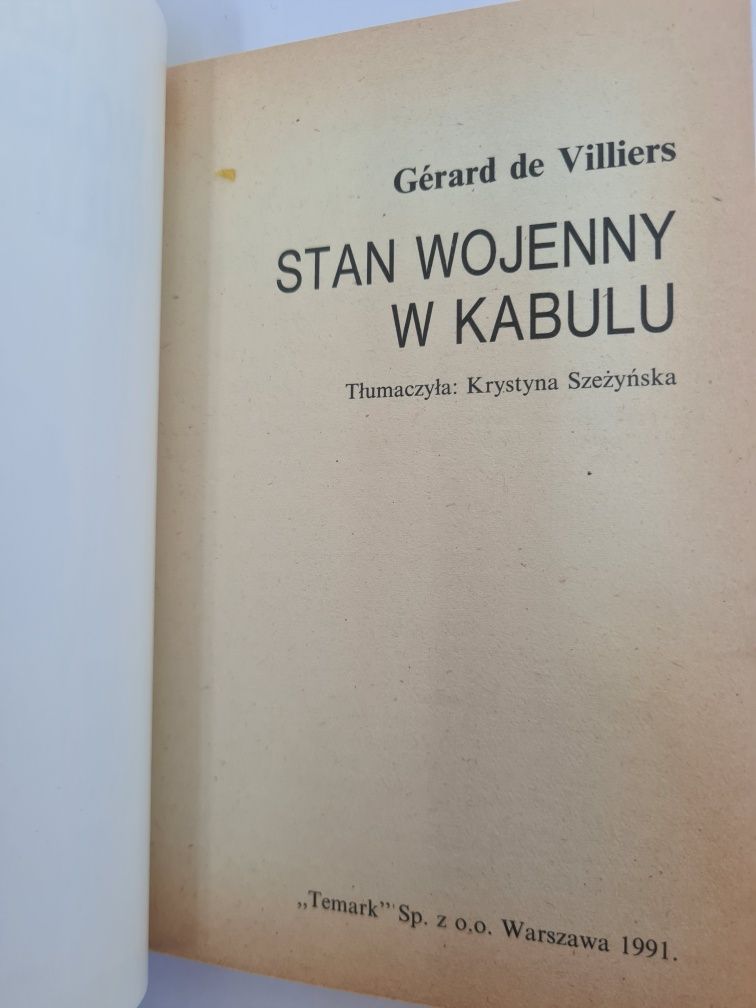 Gérard de Villiers
STAN WOJENNY
W KABULU
Tłumaczyła: Krystyna Szeżyńska
„Temark” Sp. z o.o. Warszawa 1991.